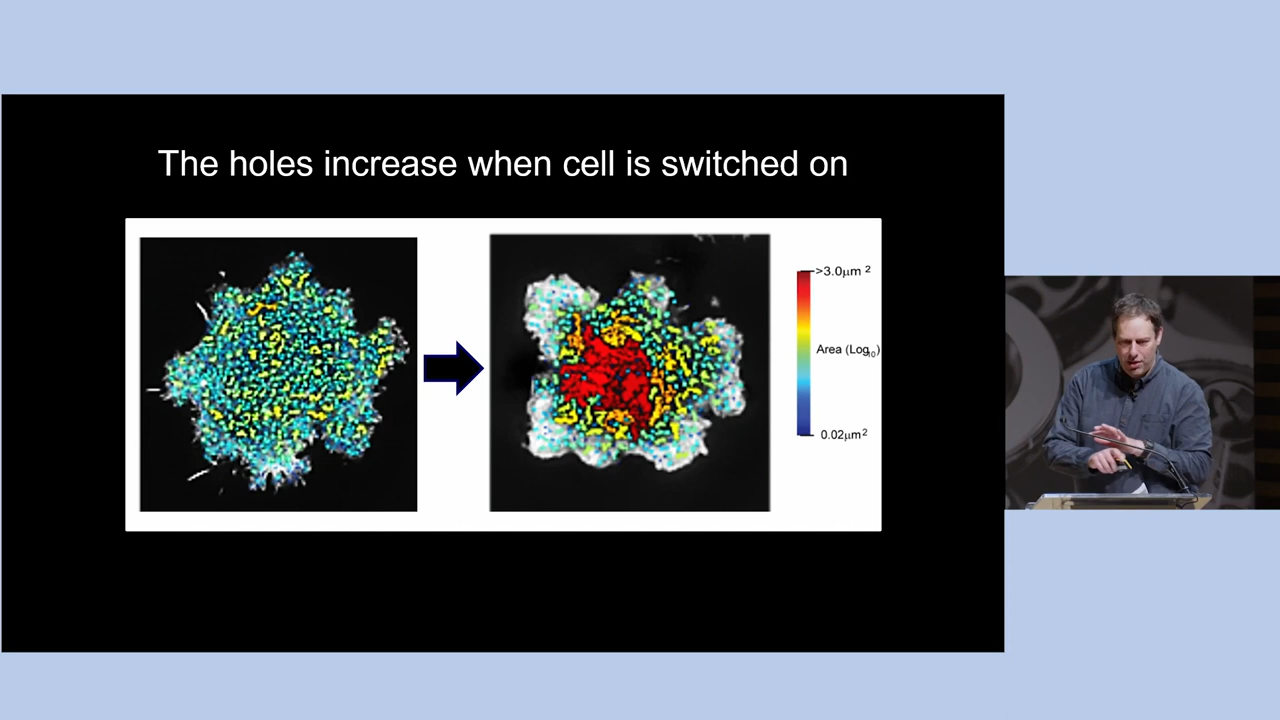 The holes increase when cell is switched on
>3.0µm 2
Area (Log10)
0.02µm2